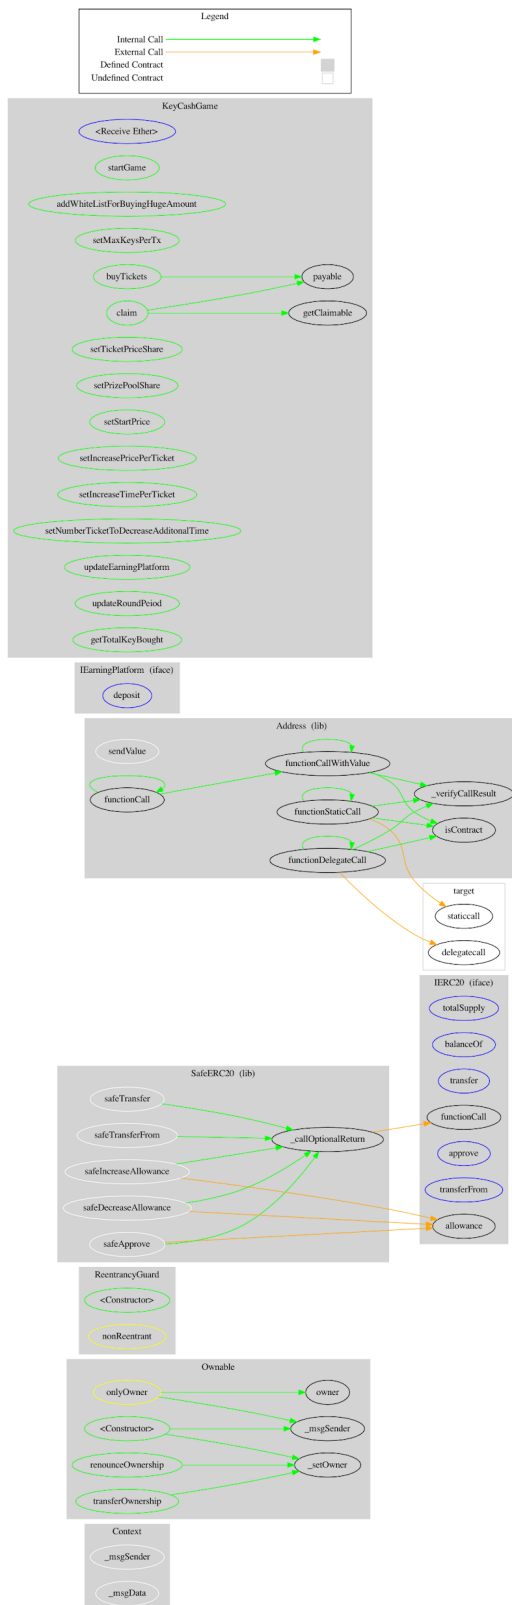 Legend
Internal Call
External Call
Defined Contract
Undefined Contract
KeyCashGame
<Receive Ether>
startGame
addWhiteListForBuyingHugeAmount
setMaxKeysPerTx
buyTickets
payable
claim
getClaimable
setTicketPriceShare
setPrizePoolShare
setStartPrice
setIncreasePricePerTicket
setIncreaseTimePerTicket
setNumberTicketToDecreaseAdditonalTime
updateEarningPlatform
updateRoundPeiod
getTotalKeyBought
IEarningPlatform (iface)
deposit
Address (lib)
sendValue
functionCallWithValue
functionCall
_verifyCallResult
functionStaticCall
isContract
functionDelegateCall
target
staticcall
delegatecall
IERC20 (iface)
totalSupply
balanceOf
transfer
functionCall
approve
transferFrom
allowance
SafeERC20 (lib)
safeTransfer
safeTransferFrom
_callOptionalReturn
safeIncreaseAllowance
safeDecreaseAllowance
safeApprove
ReentrancyGuard
<Constructor>
nonReentrant
Ownable
onlyOwner
owner
<Constructor>
_msgSender
renounceOwnership
_setOwner
transferOwnership
Context
_msgSender
_msgData